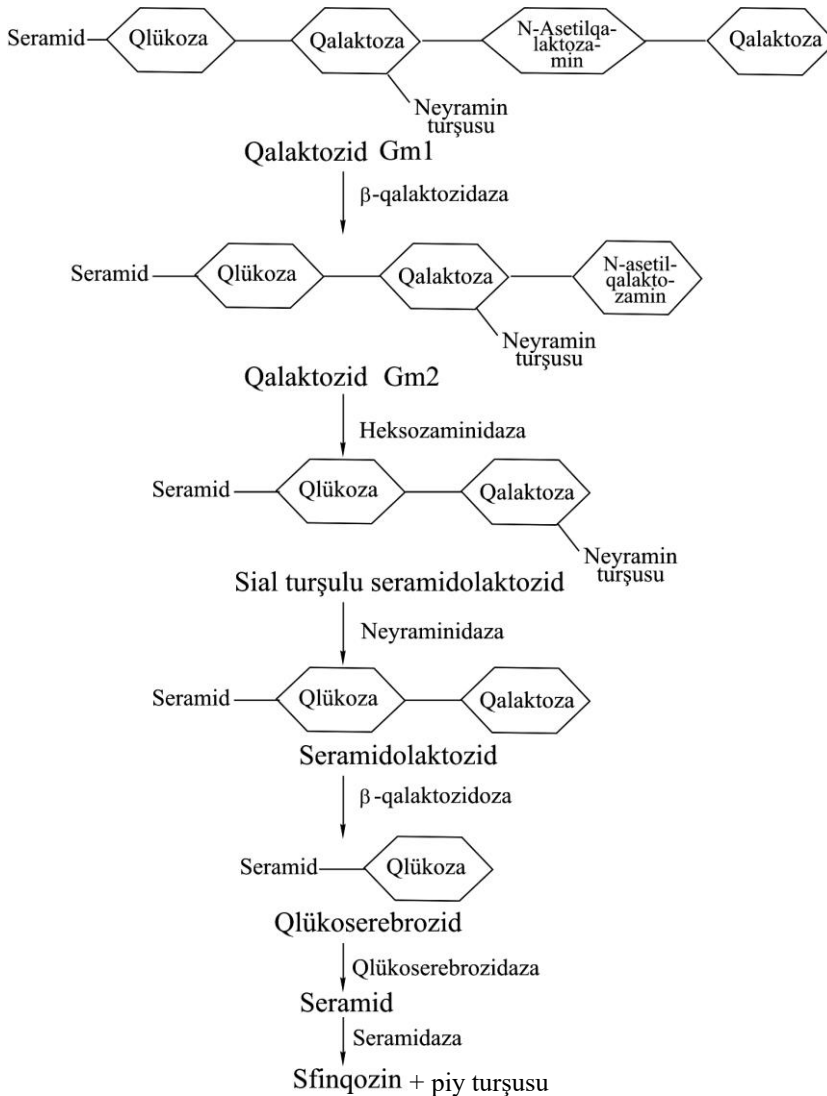 Seramid Qlükoza Qalaktoza N-Asetilqa-
laktoza-
min Qalaktoza
Neyramin
turşusu
Qalaktozid Gm1
β-qalaktozidaza
Seramid Qlükoza Qalaktoza N-asetil-
qalakto-
zamin
Neyramin
turşusu
Qalaktozid Gm2
Heksozaminidaza
Seramid Qlükoza Qalaktoza
Neyramin
turşusu
Sial turşulu seramidolaktozid
Neyraminidaza
Seramid Qlükoza Qalaktoza
Seramidolaktozid
β-qalaktozidoza
Seramid Qlükoza
Qlükoserebrozid
Qlükoserebrozidaza
Seramid
Seramidaza
Sfinqozin + piy turşusu